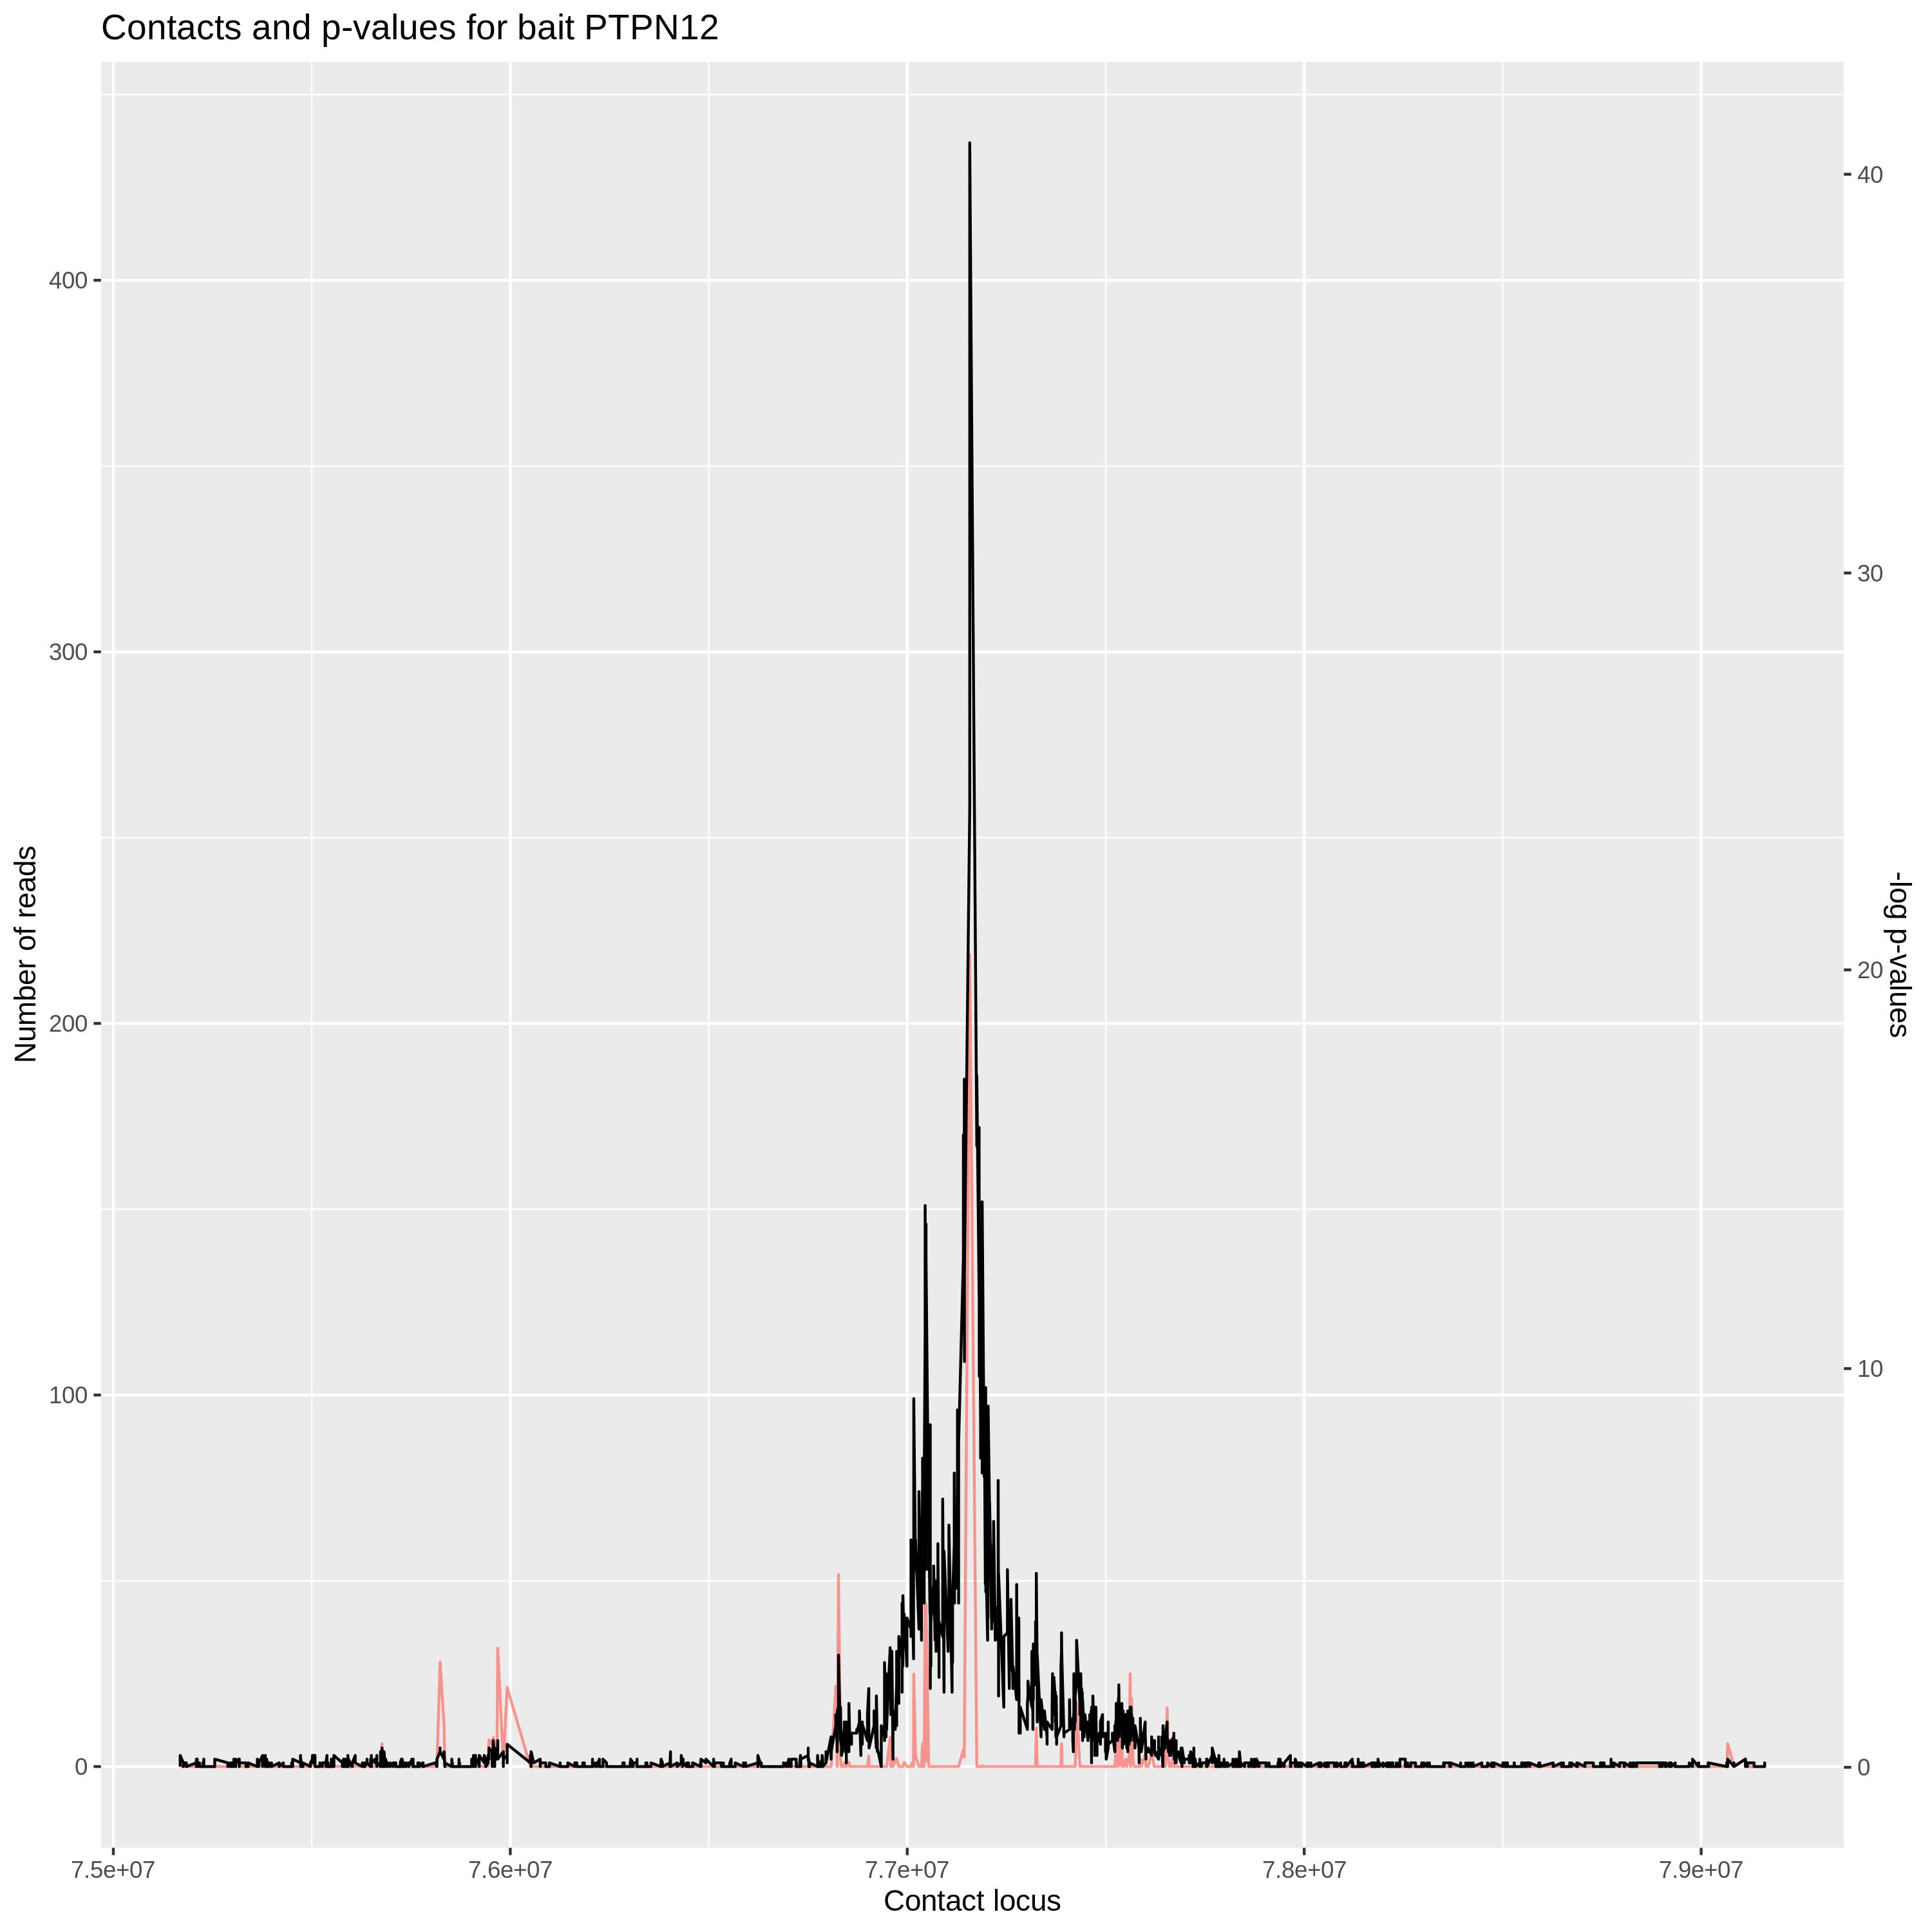 Contacts and p-values for bait PTPN12
400
300
200
100
0
Number of reads
40
30
20
10
0
-log p-values
7.5e+07 7.6e+07 7.7e+07 7.8e+07 7.9e+07
Contact locus